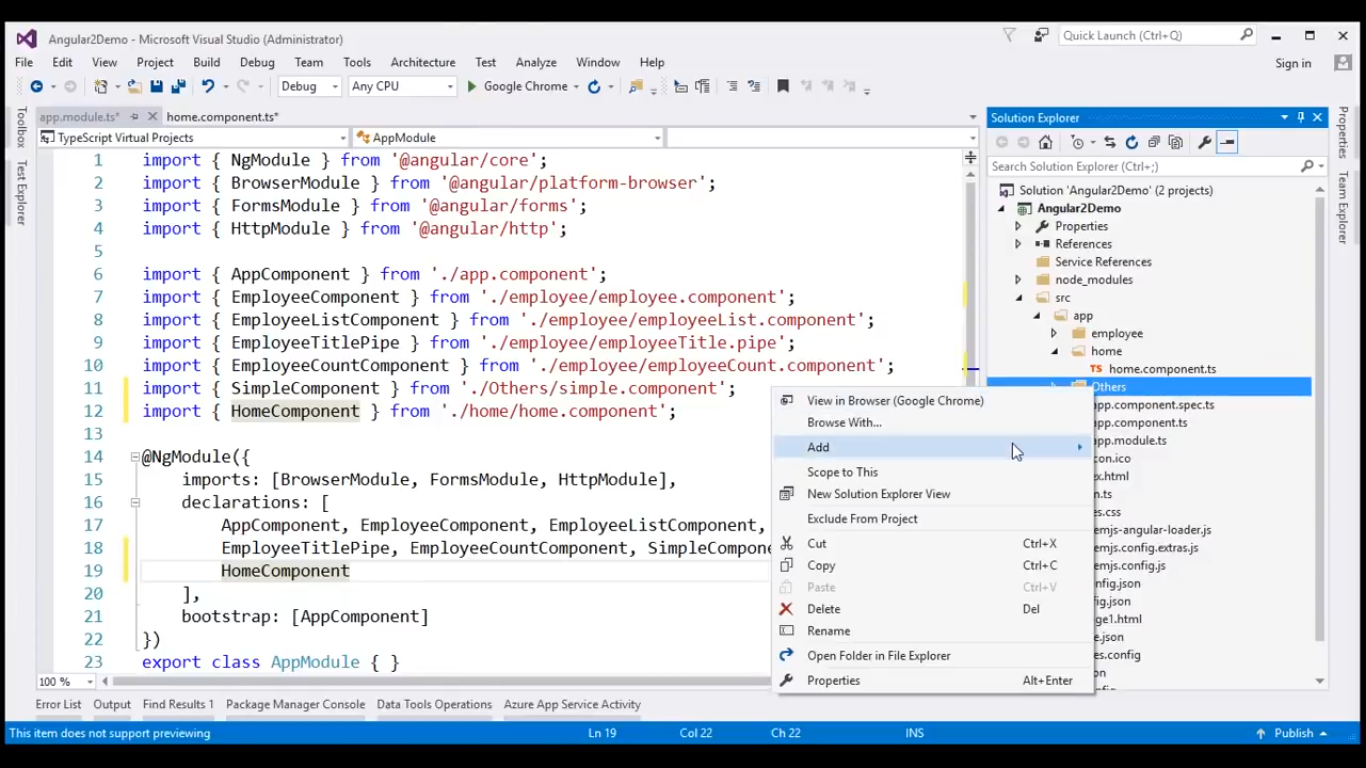 Angular2Demo - Microsoft Visual Studio (Administrator)
Quick Launch (Ctrl+Q)
File Edit View Project Build Debug Team Tools Architecture Test Analyze Window Help
Sign in
Debug Any CPU Google Chrome
app.module.ts* home.component.ts*
TypeScript Virtual Projects AppModule
1 import { NgModule } from '@angular/core';
2 import { BrowserModule } from '@angular/platform-browser';
3 import { FormsModule } from '@angular/forms';
4 import { HttpModule } from '@angular/http';
5
6 import { AppComponent } from './app.component';
7 import { EmployeeComponent } from './employee/employee.component';
8 import { EmployeeListComponent } from './employee/employeeList.component';
9 import { EmployeeTitlePipe } from './employee/employeeTitle.pipe';
10 import { EmployeeCountComponent } from './employee/employeeCount.component';
11 import { SimpleComponent } from './Others/simple.component';
12 import { HomeComponent } from './home/home.component';
13
14 @NgModule({
15 imports: [BrowserModule, FormsModule, HttpModule],
16 declarations: [
17 AppComponent, EmployeeComponent, EmployeeListComponent,
18 EmployeeTitlePipe, EmployeeCountComponent, SimpleCompone
19 HomeComponent
20 ],
21 bootstrap: [AppComponent]
22 })
23 export class AppModule { }
100 %
Toolbox
Test Explorer
View in Browser (Google Chrome)
Browse With...
Add
Scope to This
New Solution Explorer View
Exclude From Project
Cut Ctrl+X
Copy Ctrl+C
Paste Ctrl+V
Delete Del
Rename
Open Folder in File Explorer
Properties Alt+Enter
Solution Explorer
Search Solution Explorer (Ctrl+;)
Solution 'Angular2Demo' (2 projects)
Angular2Demo
Properties
References
Service References
node_modules
src
app
employee
home
TS home.component.ts
Others
app.component.spec.ts
app.component.ts
app.module.ts
con.ico
ex.html
n.ts
es.css
emjs-angular-loader.js
emjs.config.extras.js
emjs.config.js
nfig.json
fig.json
ge1.html
e.json
es.config
on
Properties
Team Explorer
Error List Output Find Results 1 Package Manager Console Data Tools Operations Azure App Service Activity
This item does not support previewing Ln 19 Col 22 Ch 22 INS Publish